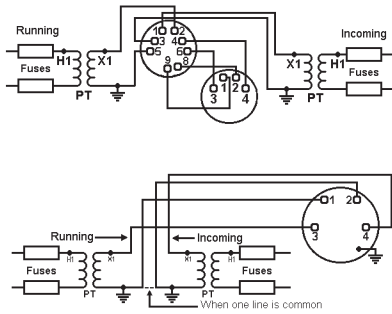 Running
Incoming
1 2
3 4
5 6
9 8
H1 X1
X1 H1
Fuses
Fuses
PT
PT
1 2
3 4
1 2
3 4
Running
Incoming
H1 X1
X1 H1
Fuses
Fuses
PT
PT
When one line is common